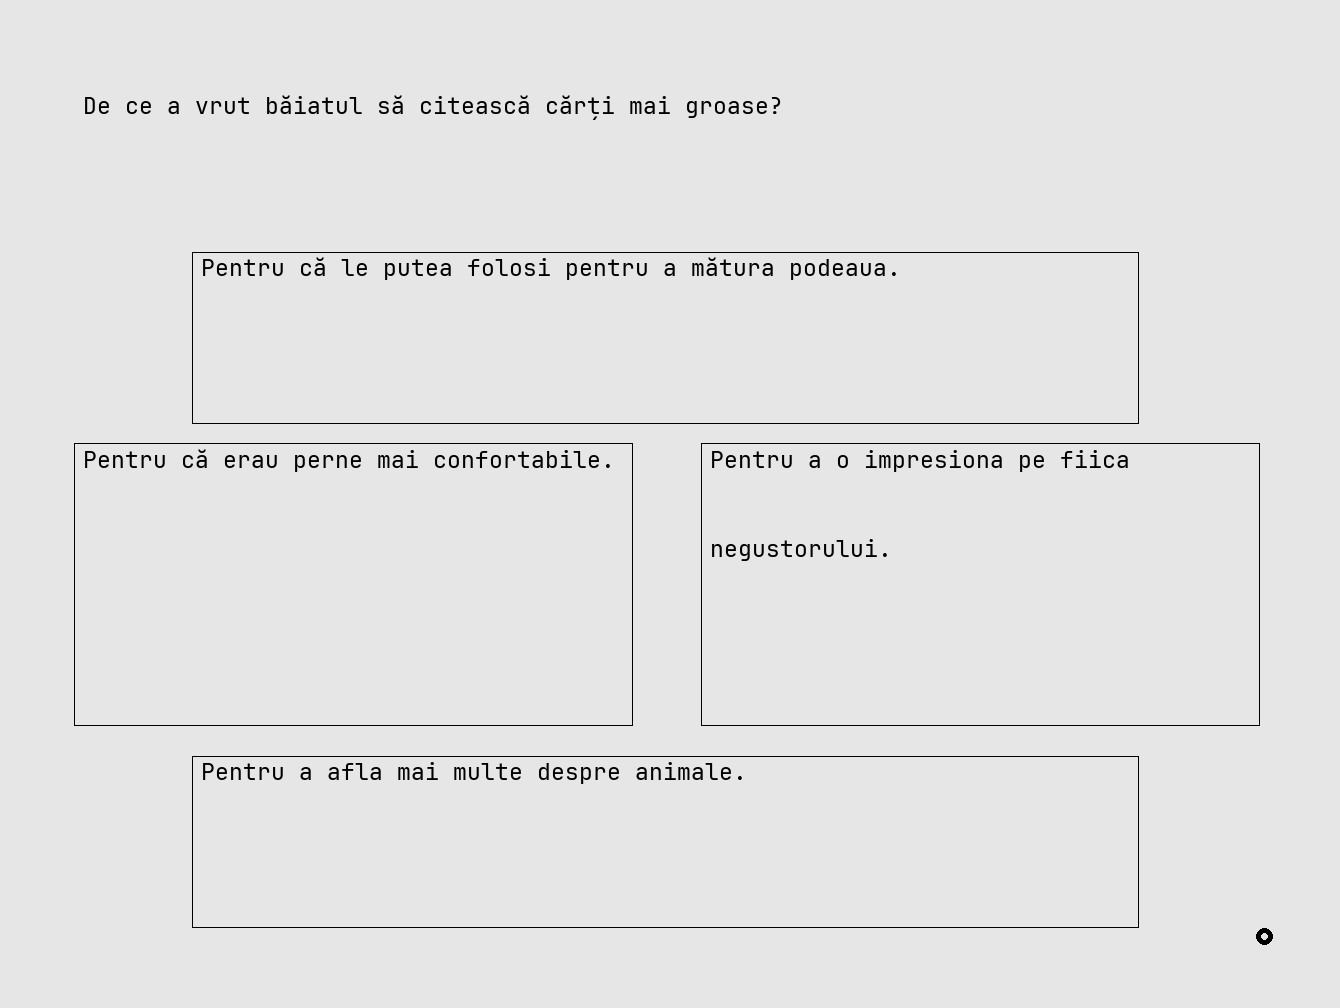 De ce a vrut băiatul să citească cărți mai groase?
Pentru că le putea folosi pentru a mătura podeaua.
Pentru că erau perne mai confortabile.
Pentru a o impresiona pe fiica
negustorului.
Pentru a afla mai multe despre animale.